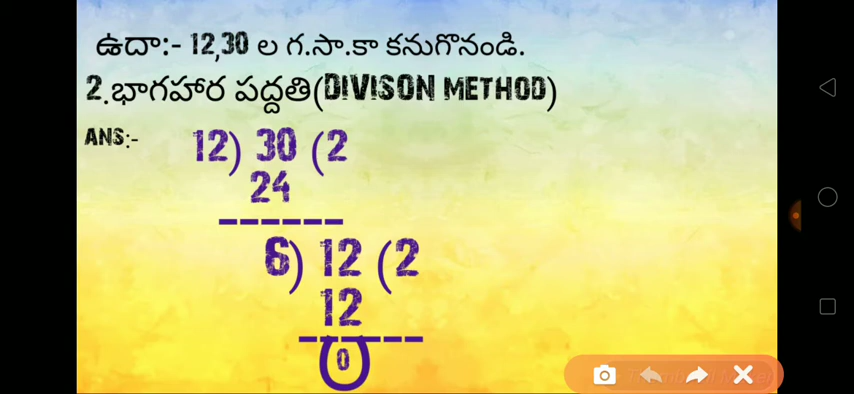 ఉదా:- 12,30 ల గ.సా.కా కనుగొనండి.
2.భాగహార పద్దతి(DIVISON METHOD)
ANS:- 12) 30 (2
24
------
6) 12 (2
12
------
0